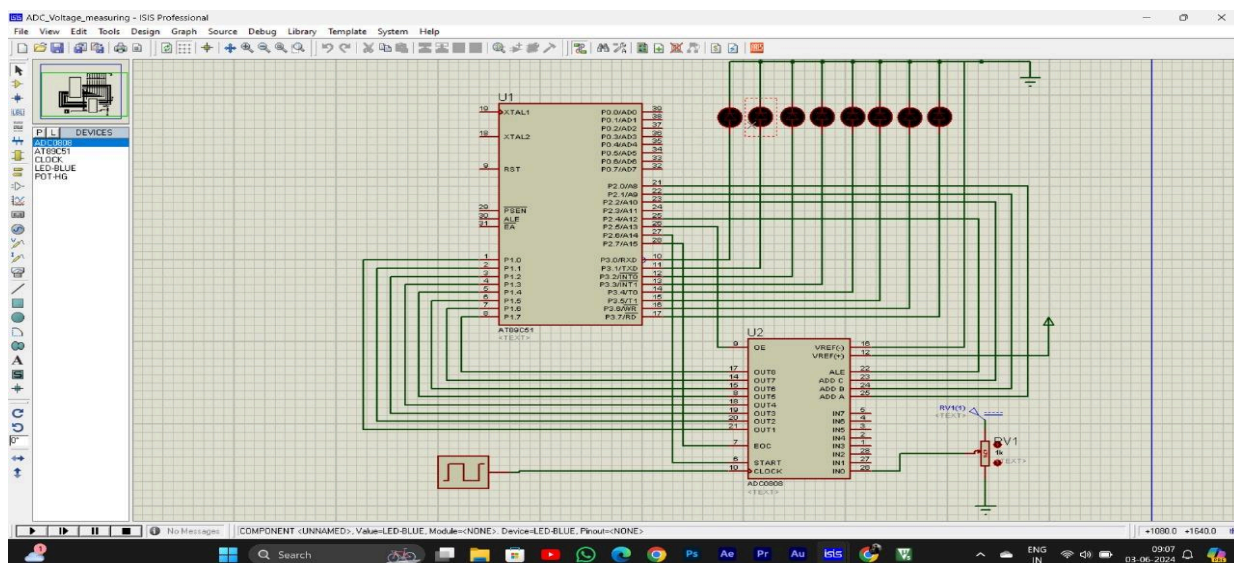 ISIS ADC_Voltage_measuring - ISIS Professional
File View Edit Tools Design Graph Source Debug Library Template System Help
P L DEVICES
ADC0808
AT89C51
CLOCK
LED-BLUE
POT-HG
0°
U1
19 XTAL1
18 XTAL2
9 RST
29 PSEN
30 ALE
31 EA
1 P1.0
2 P1.1
3 P1.2
4 P1.3
5 P1.4
6 P1.5
7 P1.6
8 P1.7
P0.0/AD0 39
P0.1/AD1 38
P0.2/AD2 37
P0.3/AD3 36
P0.4/AD4 35
P0.5/AD5 34
P0.6/AD6 33
P0.7/AD7 32
P2.0/A8 21
P2.1/A9 22
P2.2/A10 23
P2.3/A11 24
P2.4/A12 25
P2.5/A13 26
P2.6/A14 27
P2.7/A15 28
P3.0/RXD 10
P3.1/TXD 11
P3.2/INT0 12
P3.3/INT1 13
P3.4/T0 14
P3.5/T1 15
P3.6/WR 16
P3.7/RD 17
AT89C51
<TEXT>
U2
9 OE
17 OUT8
14 OUT7
15 OUT6
8 OUT5
18 OUT4
19 OUT3
20 OUT2
21 OUT1
7 EOC
6 START
10 CLOCK
VREF(-) 16
VREF(+) 12
ALE 22
ADD C 23
ADD B 24
ADD A 25
IN7 5
IN6 4
IN5 3
IN4 2
IN3 1
IN2 28
IN1 27
IN0 26
ADC0808
<TEXT>
RV1(1)
<TEXT>
RV1
1k
<TEXT>
No Messages
COMPONENT <UNNAMED>, Value=LED-BLUE, Module=<NONE>. Device=LED-BLUE, Pinout=<NONE>
+1080.0 +1640.0 th
1
Search
Ps Ae Pr Au isis
ENG
IN
09:07
03-06-2024